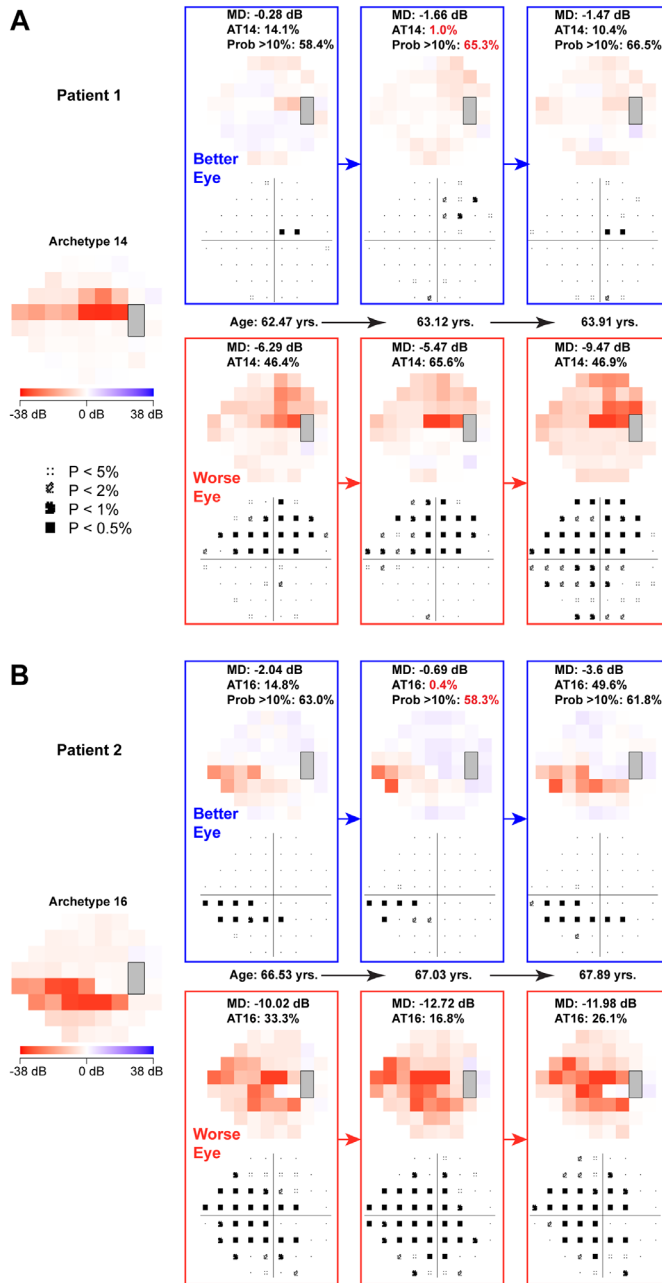 A
Patient 1
MD: -0.28 dB
AT14: 14.1%
Prob >10%: 58.4%
MD: -1.66 dB
AT14: 1.0%
Prob >10%: 65.3%
MD: -1.47 dB
AT14: 10.4%
Prob >10%: 66.5%
Better
Eye
Archetype 14
-38 dB 0 dB 38 dB
Age: 62.47 yrs. 63.12 yrs. 63.91 yrs.
MD: -6.29 dB
AT14: 46.4%
MD: -5.47 dB
AT14: 65.6%
MD: -9.47 dB
AT14: 46.9%
Worse
Eye
P < 5%
P < 2%
P < 1%
P < 0.5%
B
Patient 2
MD: -2.04 dB
AT16: 14.8%
Prob >10%: 63.0%
MD: -0.69 dB
AT16: 0.4%
Prob >10%: 58.3%
MD: -3.6 dB
AT16: 49.6%
Prob >10%: 61.8%
Better
Eye
Archetype 16
-38 dB 0 dB 38 dB
Age: 66.53 yrs. 67.03 yrs. 67.89 yrs.
MD: -10.02 dB
AT16: 33.3%
MD: -12.72 dB
AT16: 16.8%
MD: -11.98 dB
AT16: 26.1%
Worse
Eye